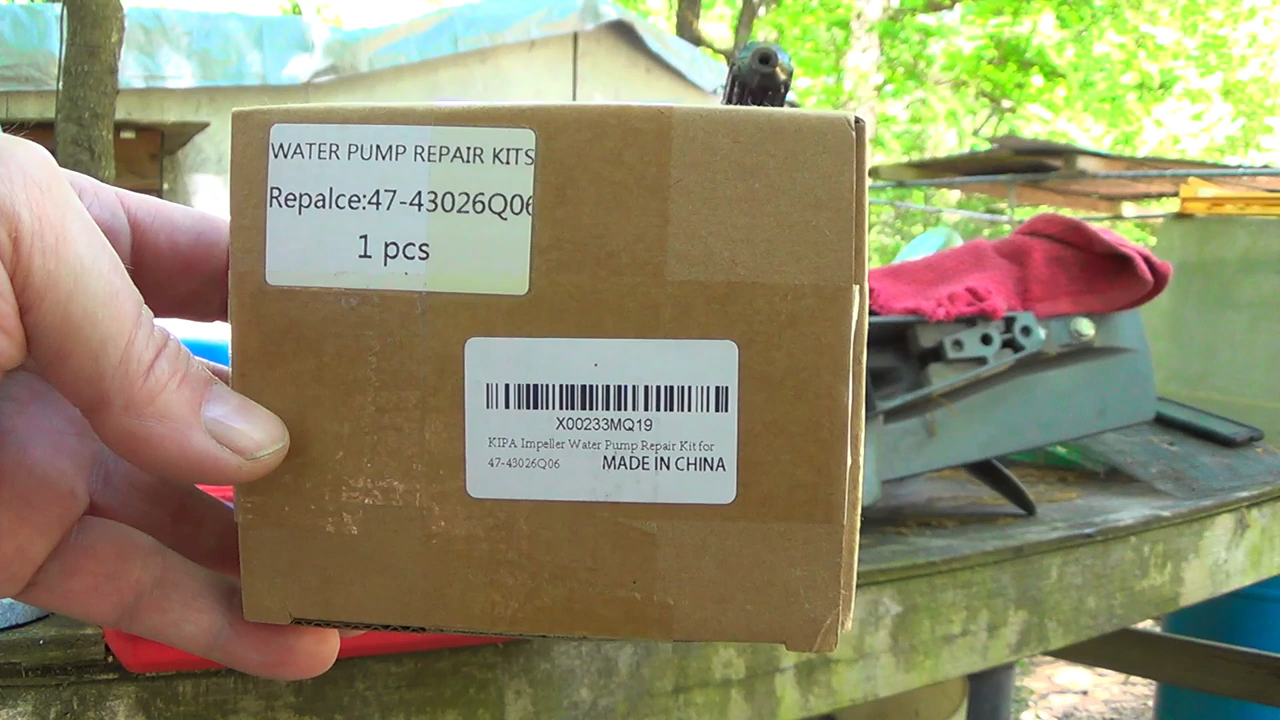 WATER PUMP REPAIR KITS
Repalce:47-43026Q06
1 pcs
X00233MQ19
KIPA Impeller Water Pump Repair Kit for
47-43026Q06 MADE IN CHINA